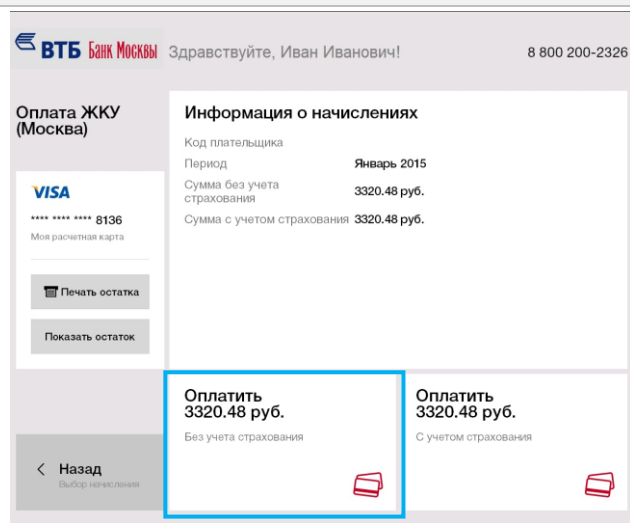 ВТБ Банк Москвы
Здравствуйте, Иван Иванович!
8 800 200-2326
Оплата ЖКУ
(Москва)
VISA
**** **** **** 8136
Моя расчетная карта
Печать остатка
Показать остаток
Информация о начислениях
Код плательщика
Период Январь 2015
Сумма без учета
страхования 3320.48 руб.
Сумма с учетом страхования 3320.48 руб.
Оплатить
3320.48 руб.
Без учета страхования
Оплатить
3320.48 руб.
С учетом страхования
Назад
Выбор начисления